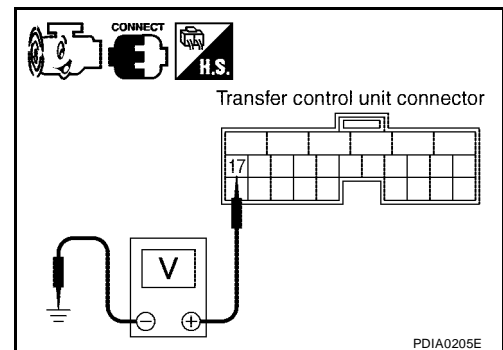 CONNECT
H.S.
Transfer control unit connector
17
V
− +
PDIA0205E